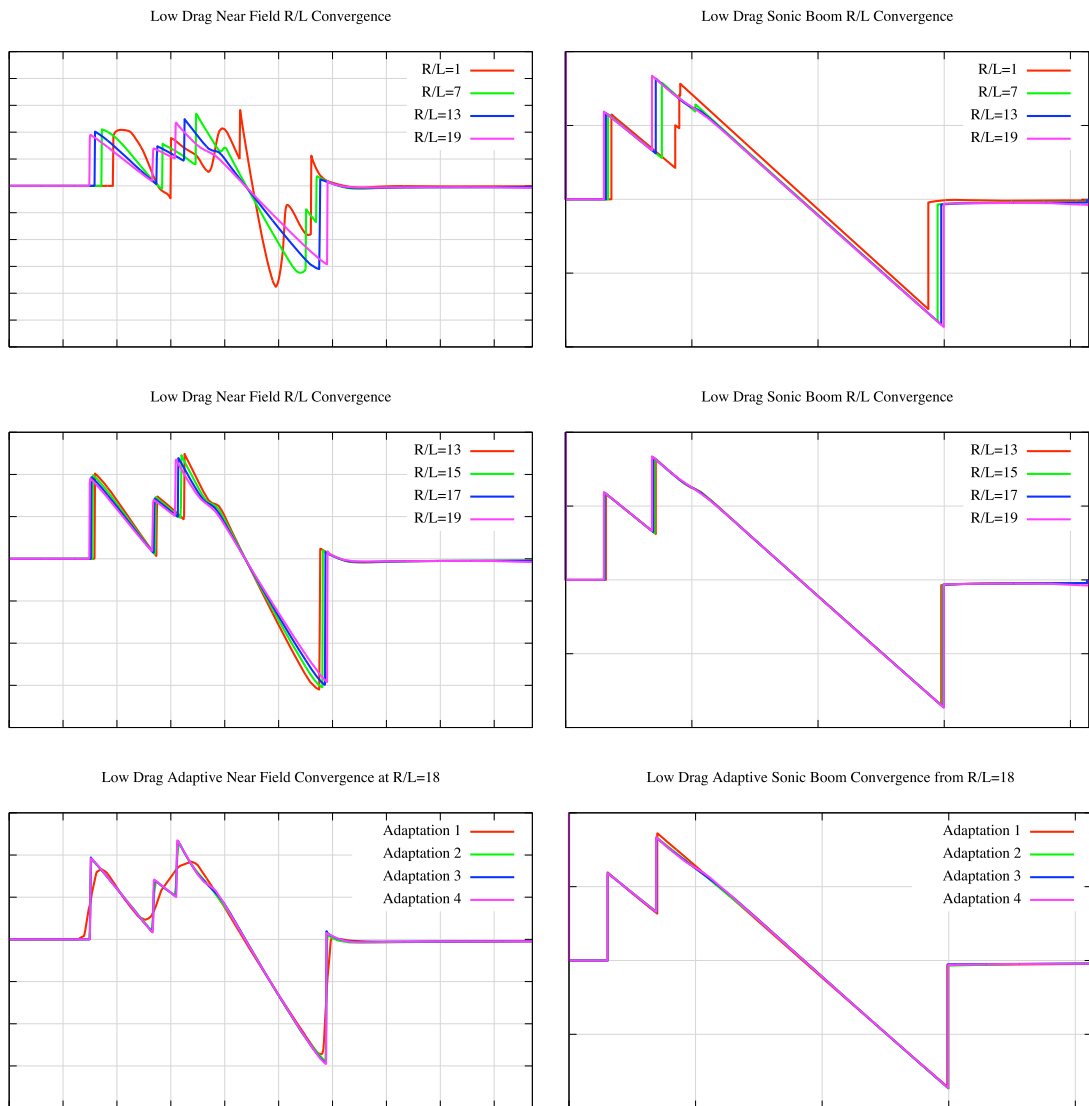 Low Drag Near Field R/L Convergence
R/L=1
R/L=7
R/L=13
R/L=19
Low Drag Sonic Boom R/L Convergence
R/L=1
R/L=7
R/L=13
R/L=19
Low Drag Near Field R/L Convergence
R/L=13
R/L=15
R/L=17
R/L=19
Low Drag Sonic Boom R/L Convergence
R/L=13
R/L=15
R/L=17
R/L=19
Low Drag Adaptive Near Field Convergence at R/L=18
Adaptation 1
Adaptation 2
Adaptation 3
Adaptation 4
Low Drag Adaptive Sonic Boom Convergence from R/L=18
Adaptation 1
Adaptation 2
Adaptation 3
Adaptation 4